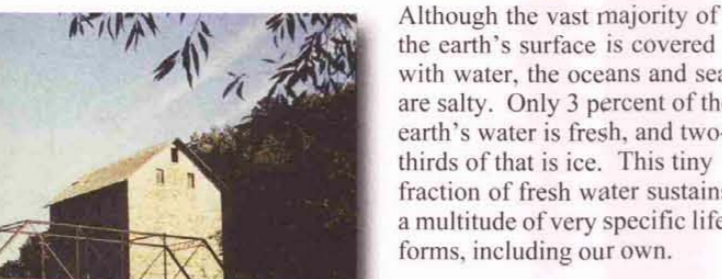 Although the vast majority of
the earth's surface is covered
with water, the oceans and sea
are salty. Only 3 percent of th
earth's water is fresh, and two-
thirds of that is ice. This tiny
fraction of fresh water sustain
a multitude of very specific life
forms, including our own.